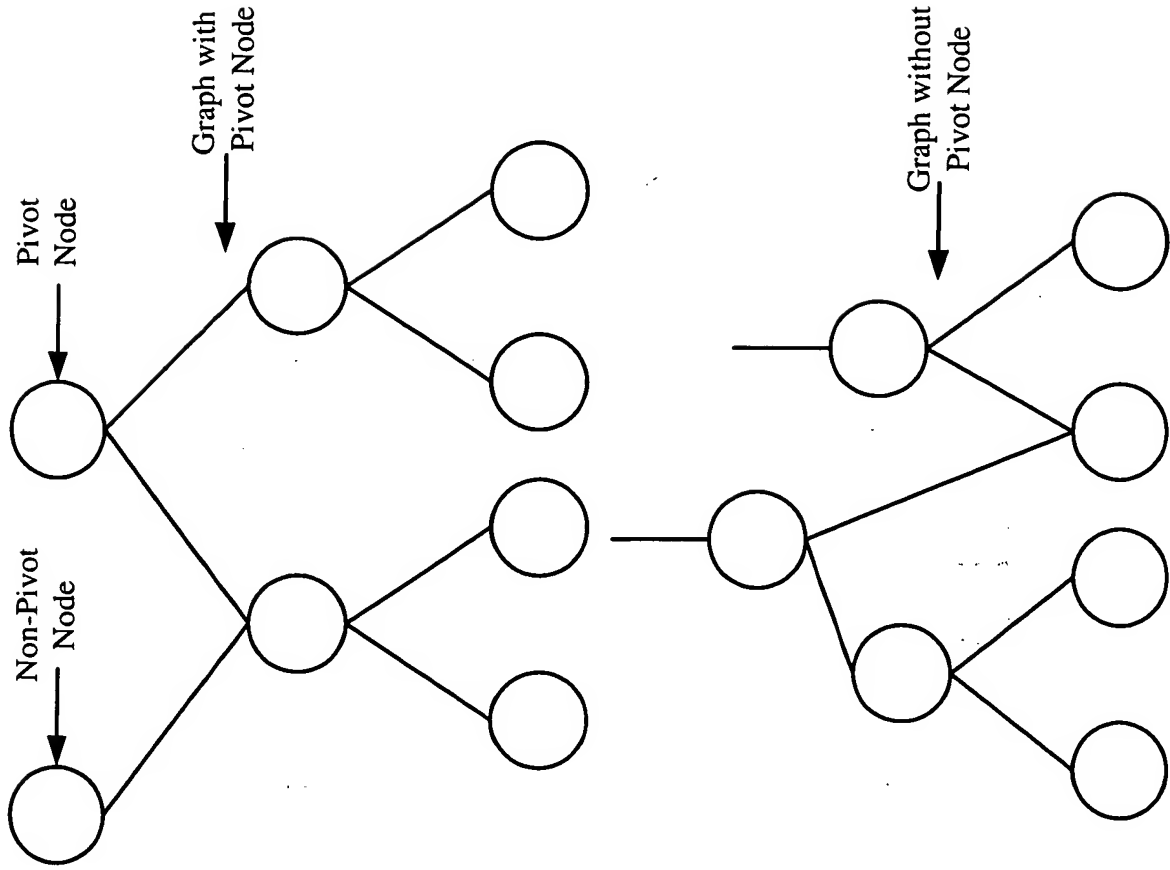 Non-Pivot
Node
Pivot
Node
Graph with
Pivot Node
Graph without
Pivot Node